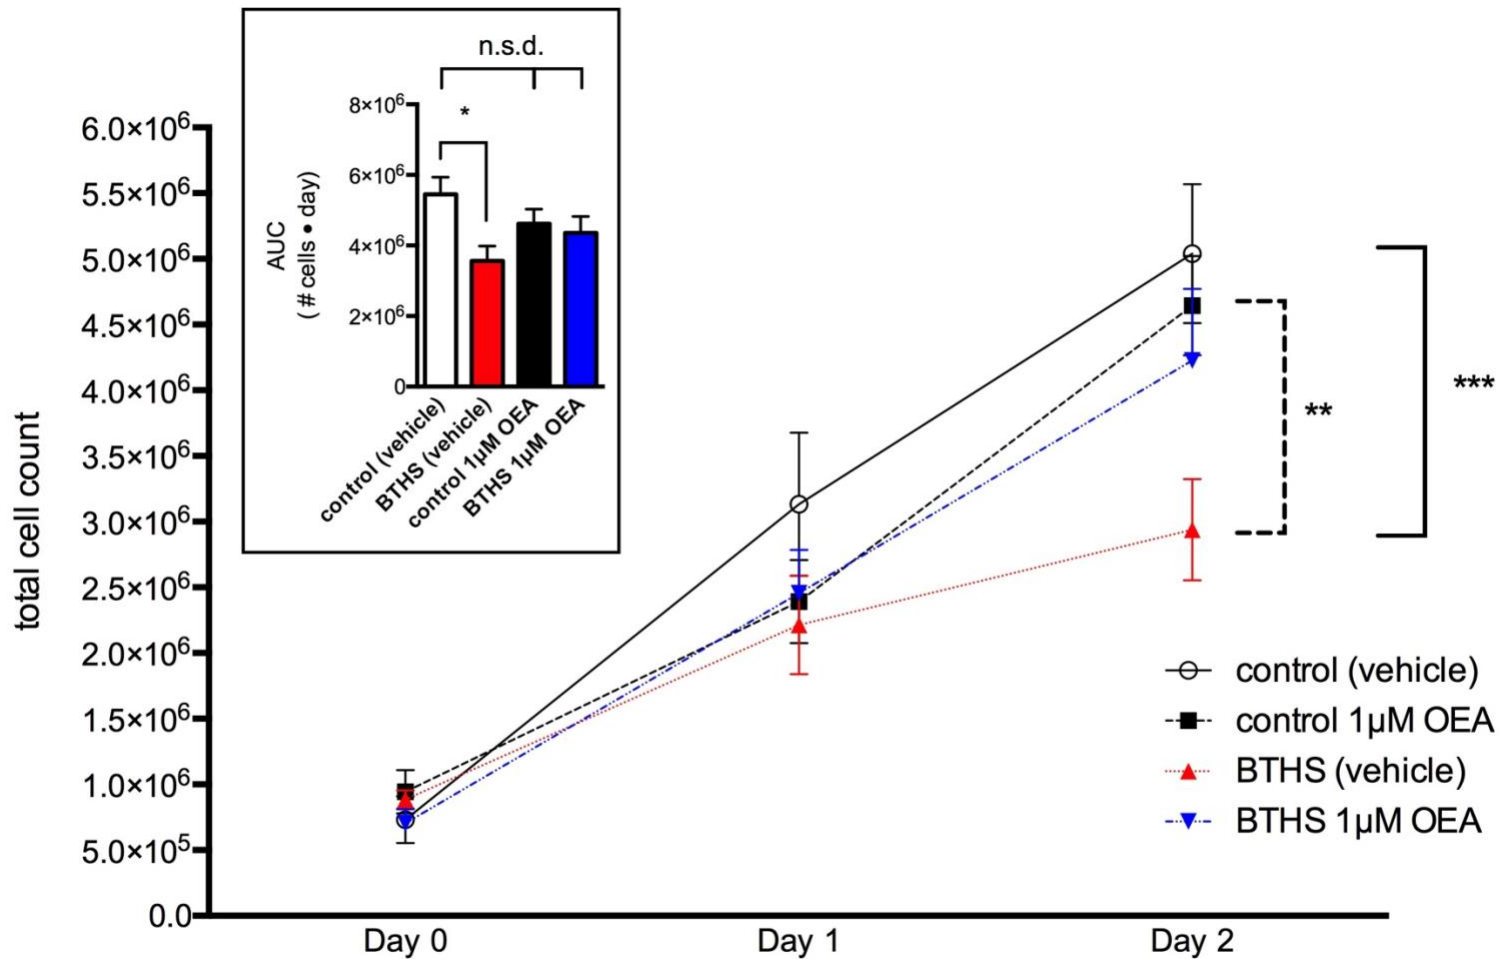 n.s.d.
*
8×10⁶
6×10⁶
4×10⁶
2×10⁶
0
AUC
(# cells • day)
control (vehicle)
BTHS (vehicle)
control 1µM OEA
BTHS 1µM OEA
total cell count
6.0×10⁶
5.5×10⁶
5.0×10⁶
4.5×10⁶
4.0×10⁶
3.5×10⁶
3.0×10⁶
2.5×10⁶
2.0×10⁶
1.5×10⁶
1.0×10⁶
5.0×10⁵
0.0
Day 0
Day 1
Day 2
**
***
control (vehicle)
control 1µM OEA
BTHS (vehicle)
BTHS 1µM OEA